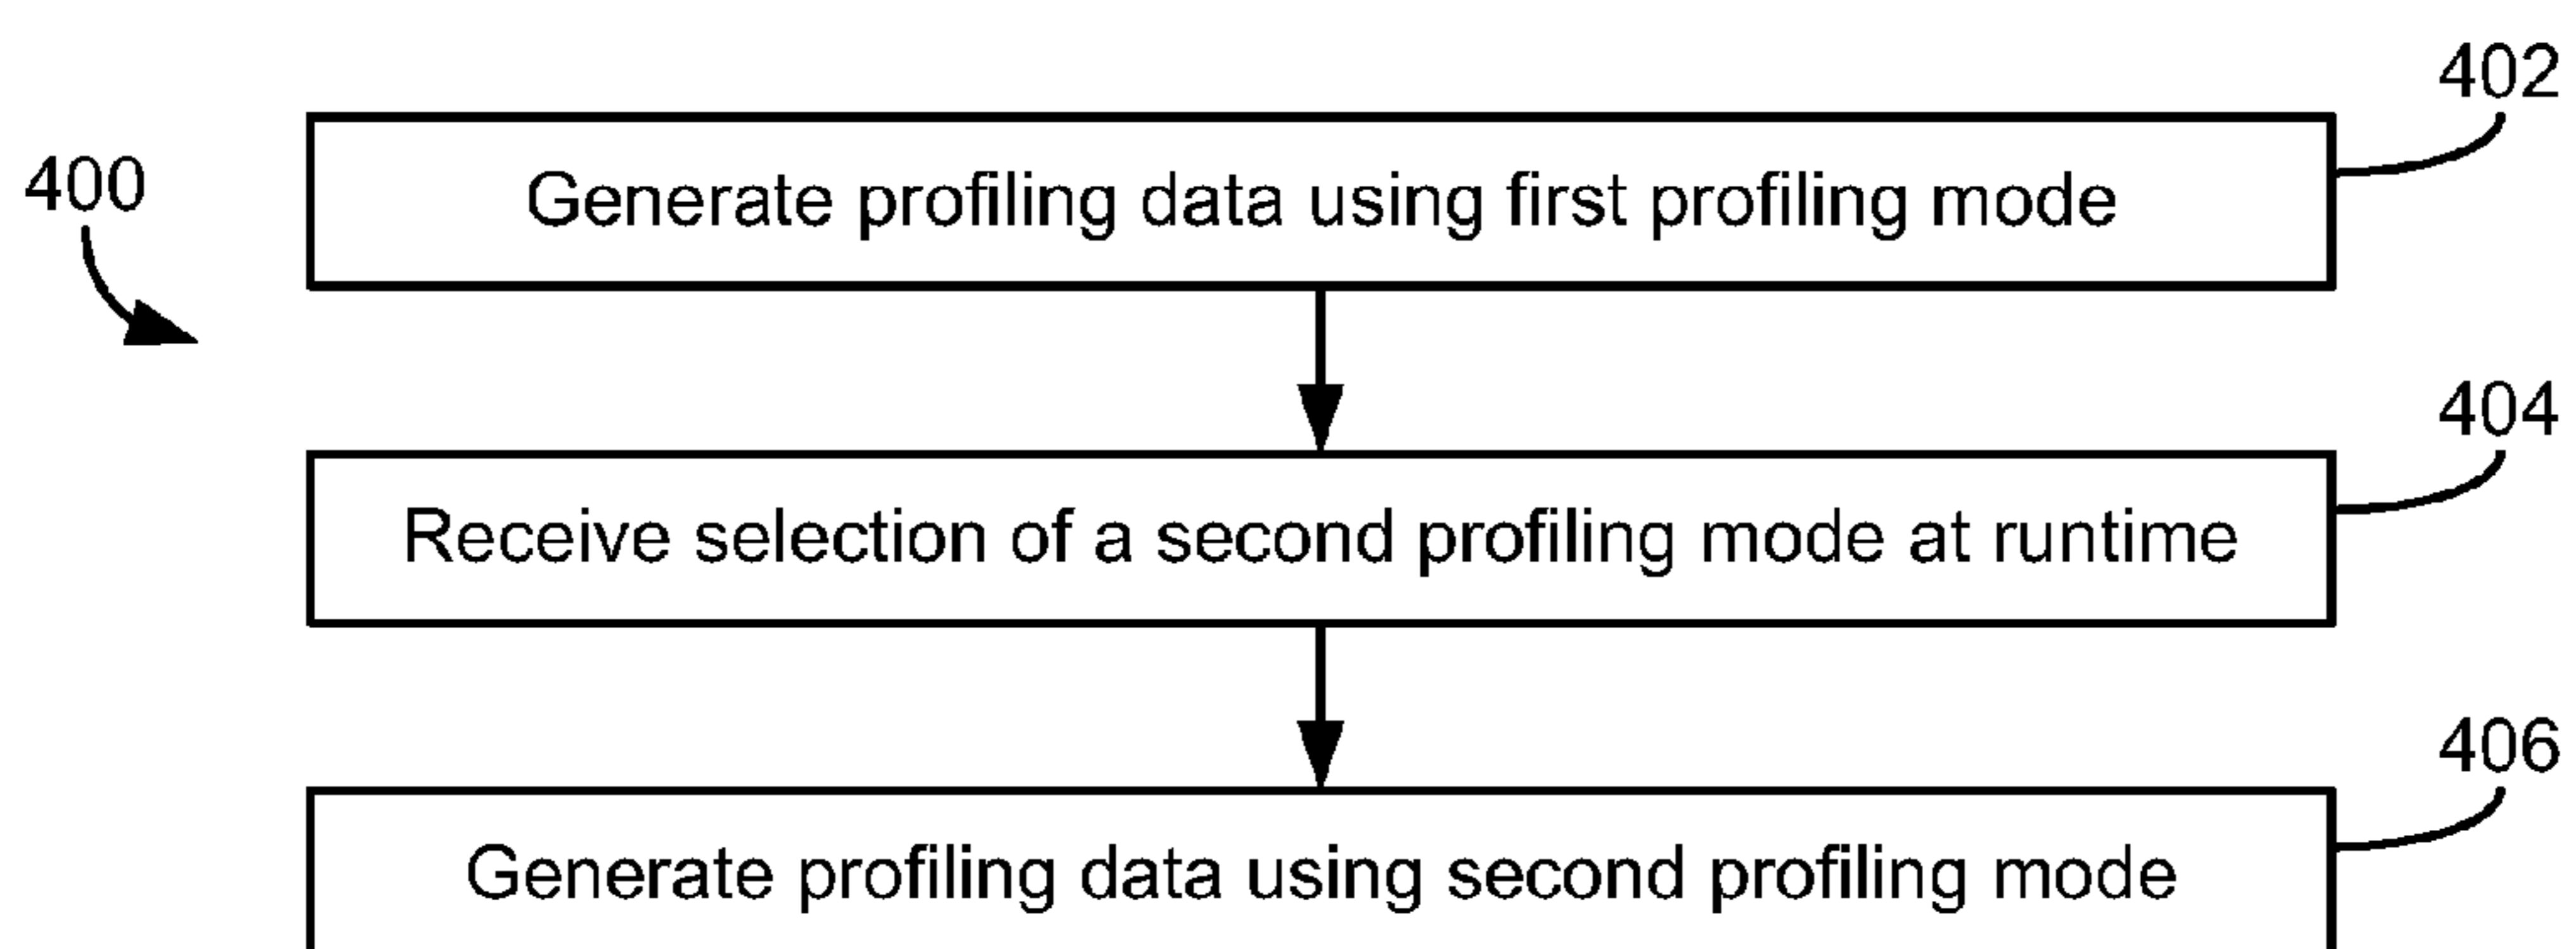 402
400
Generate profiling data using first profiling mode
404
Receive selection of a second profiling mode at runtime
406
Generate profiling data using second profiling mode